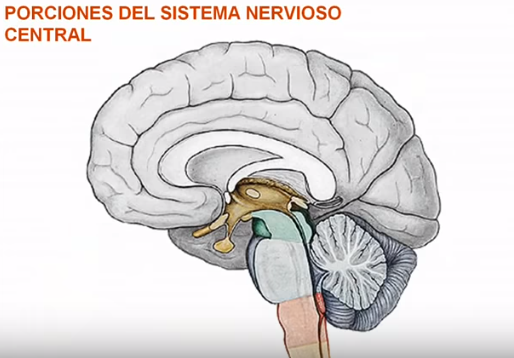 PORCIONES DEL SISTEMA NERVIOSO
CENTRAL